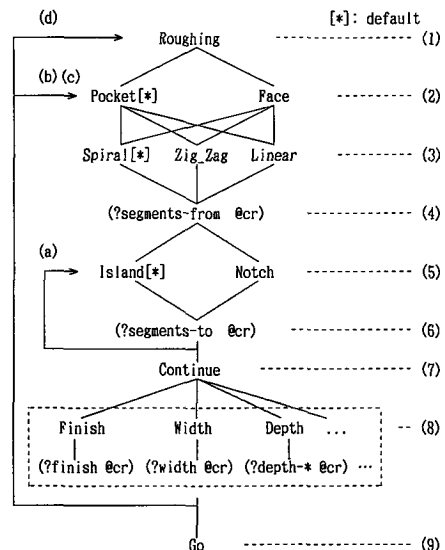 [*]: default
(d)
Roughing (1)
(b)(c)
Pocket[*] Face (2)
Spiral[*] Zig_Zag Linear (3)
(?segments-from @cr) (4)
(a)
Island[*] Notch (5)
(?segments-to @cr) (6)
Continue (7)
Finish Width Depth ... (8)
(?finish @cr) (?width @cr) (?depth-* @cr) ...
Go (9)